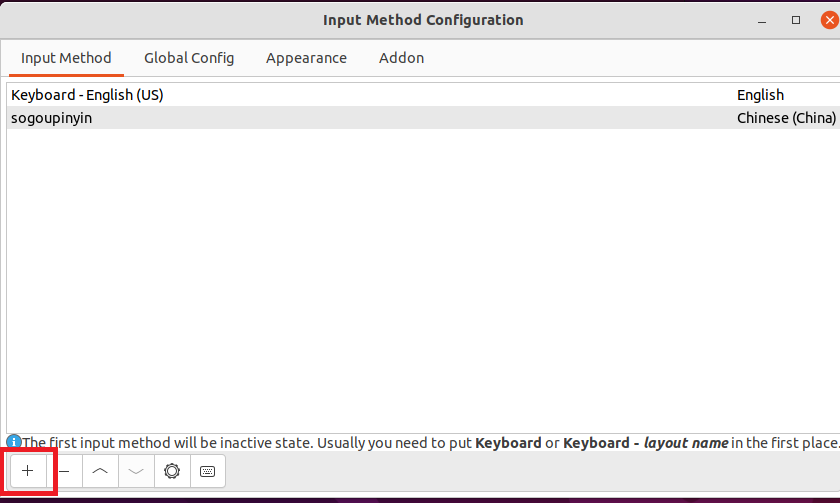 Input Method Configuration
Input Method Global Config Appearance Addon
Keyboard - English (US) English
sogoupinyin Chinese (China)
The first input method will be inactive state. Usually you need to put Keyboard or Keyboard - layout name in the first place.